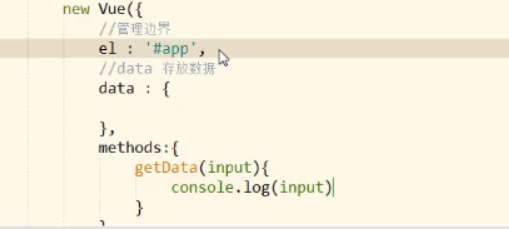 new Vue({
//管理边界
el : '#app',
//data 存放数据
data : {
},
methods:{
getData(input){
console.log(input)
}